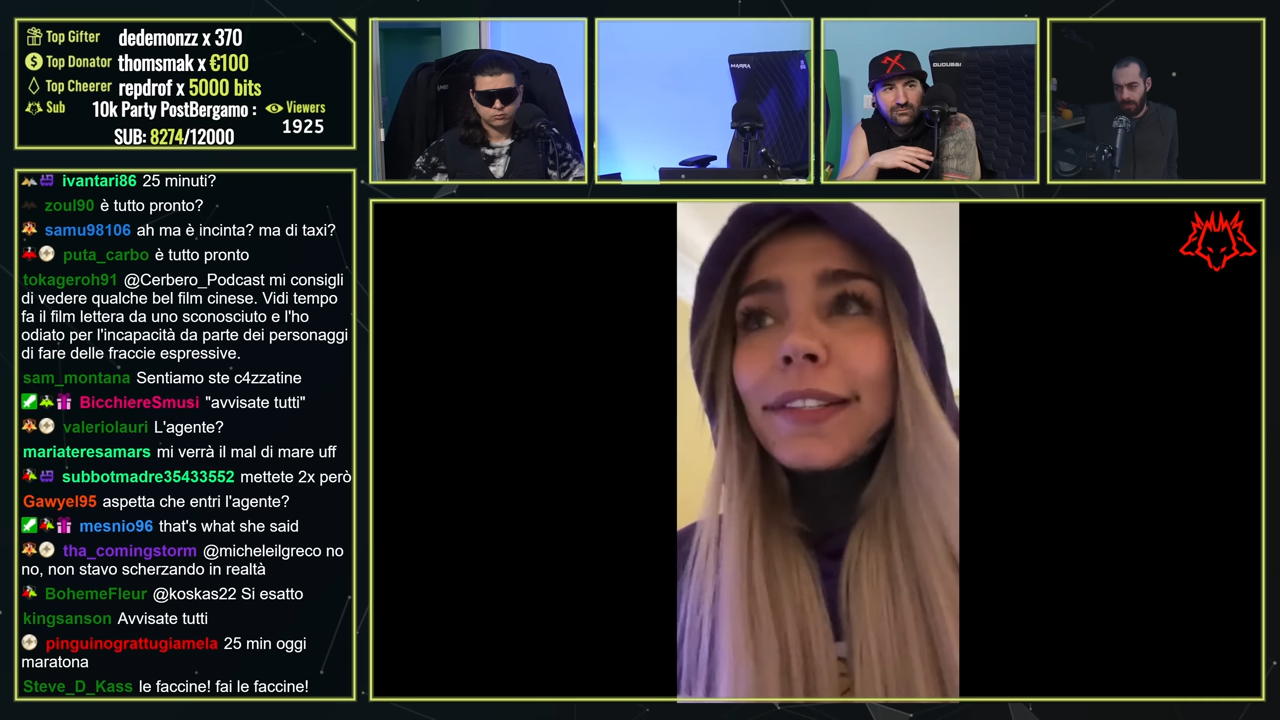 Top Gifter dedemonzz x 370
Top Donator thomsmak x €100
Top Cheerer repdrof x 5000 bits
Sub 10k Party PostBergamo :
SUB: 8274/12000
Viewers
1925
ivantari86 25 minuti?
zoul90 è tutto pronto?
samu98106 ah ma è incinta? ma di taxi?
puta_carbo è tutto pronto
tokageroh91 @Cerbero_Podcast mi consigli
di vedere qualche bel film cinese. Vidi tempo
fa il film lettera da uno sconosciuto e l'ho
odiato per l'incapacità da parte dei personaggi
di fare delle fraccie espressive.
sam_montana Sentiamo ste c4zzatine
BicchiereSmusi "avvisate tutti"
valeriolauri L'agente?
mariateresamars mi verrà il mal di mare uff
subbotmadre35433552 mettete 2x però
Gawyel95 aspetta che entri l'agente?
mesnio96 that's what she said
tha_comingstorm @micheleilgreco no
no, non stavo scherzando in realtà
BohemeFleur @koskas22 Si esatto
kingsanson Avvisate tutti
pinguinograttugiamela 25 min oggi
maratona
Steve_D_Kass le faccine! fai le faccine!
MARRA